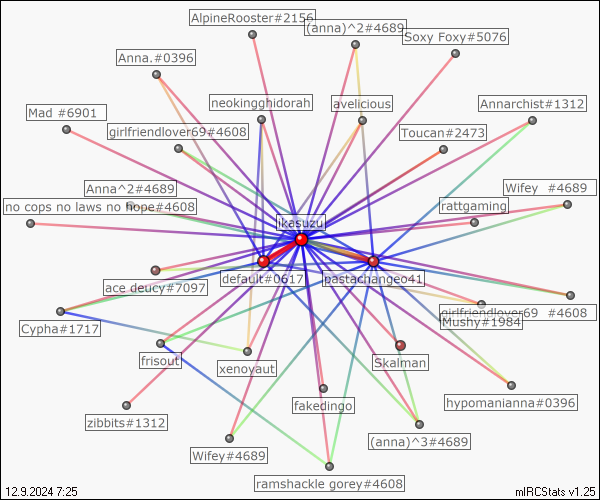 AlpineRooster#2156
(anna)^2#4689
Soxy Foxy#5076
Anna.#0396
neokingghidorah
avelicious
Annarchist#1312
Mad #6901
girlfriendlover69#4608
Toucan#2473
Anna^2#4689
Wifey #4689
no cops no laws no hope#4608
rattgaming
ikasuzu
default#0617
pastachangeo41
ace deucy#7097
girlfriendlover69 #4608
Mushy#1984
Cypha#1717
frisout
xenoyaut
Skalman
hypomanianna#0396
fakedingo
zibbits#1312
(anna)^3#4689
Wifey#4689
ramshackle gorey#4608
12.9.2024 7:25
mIRCStats v1.25